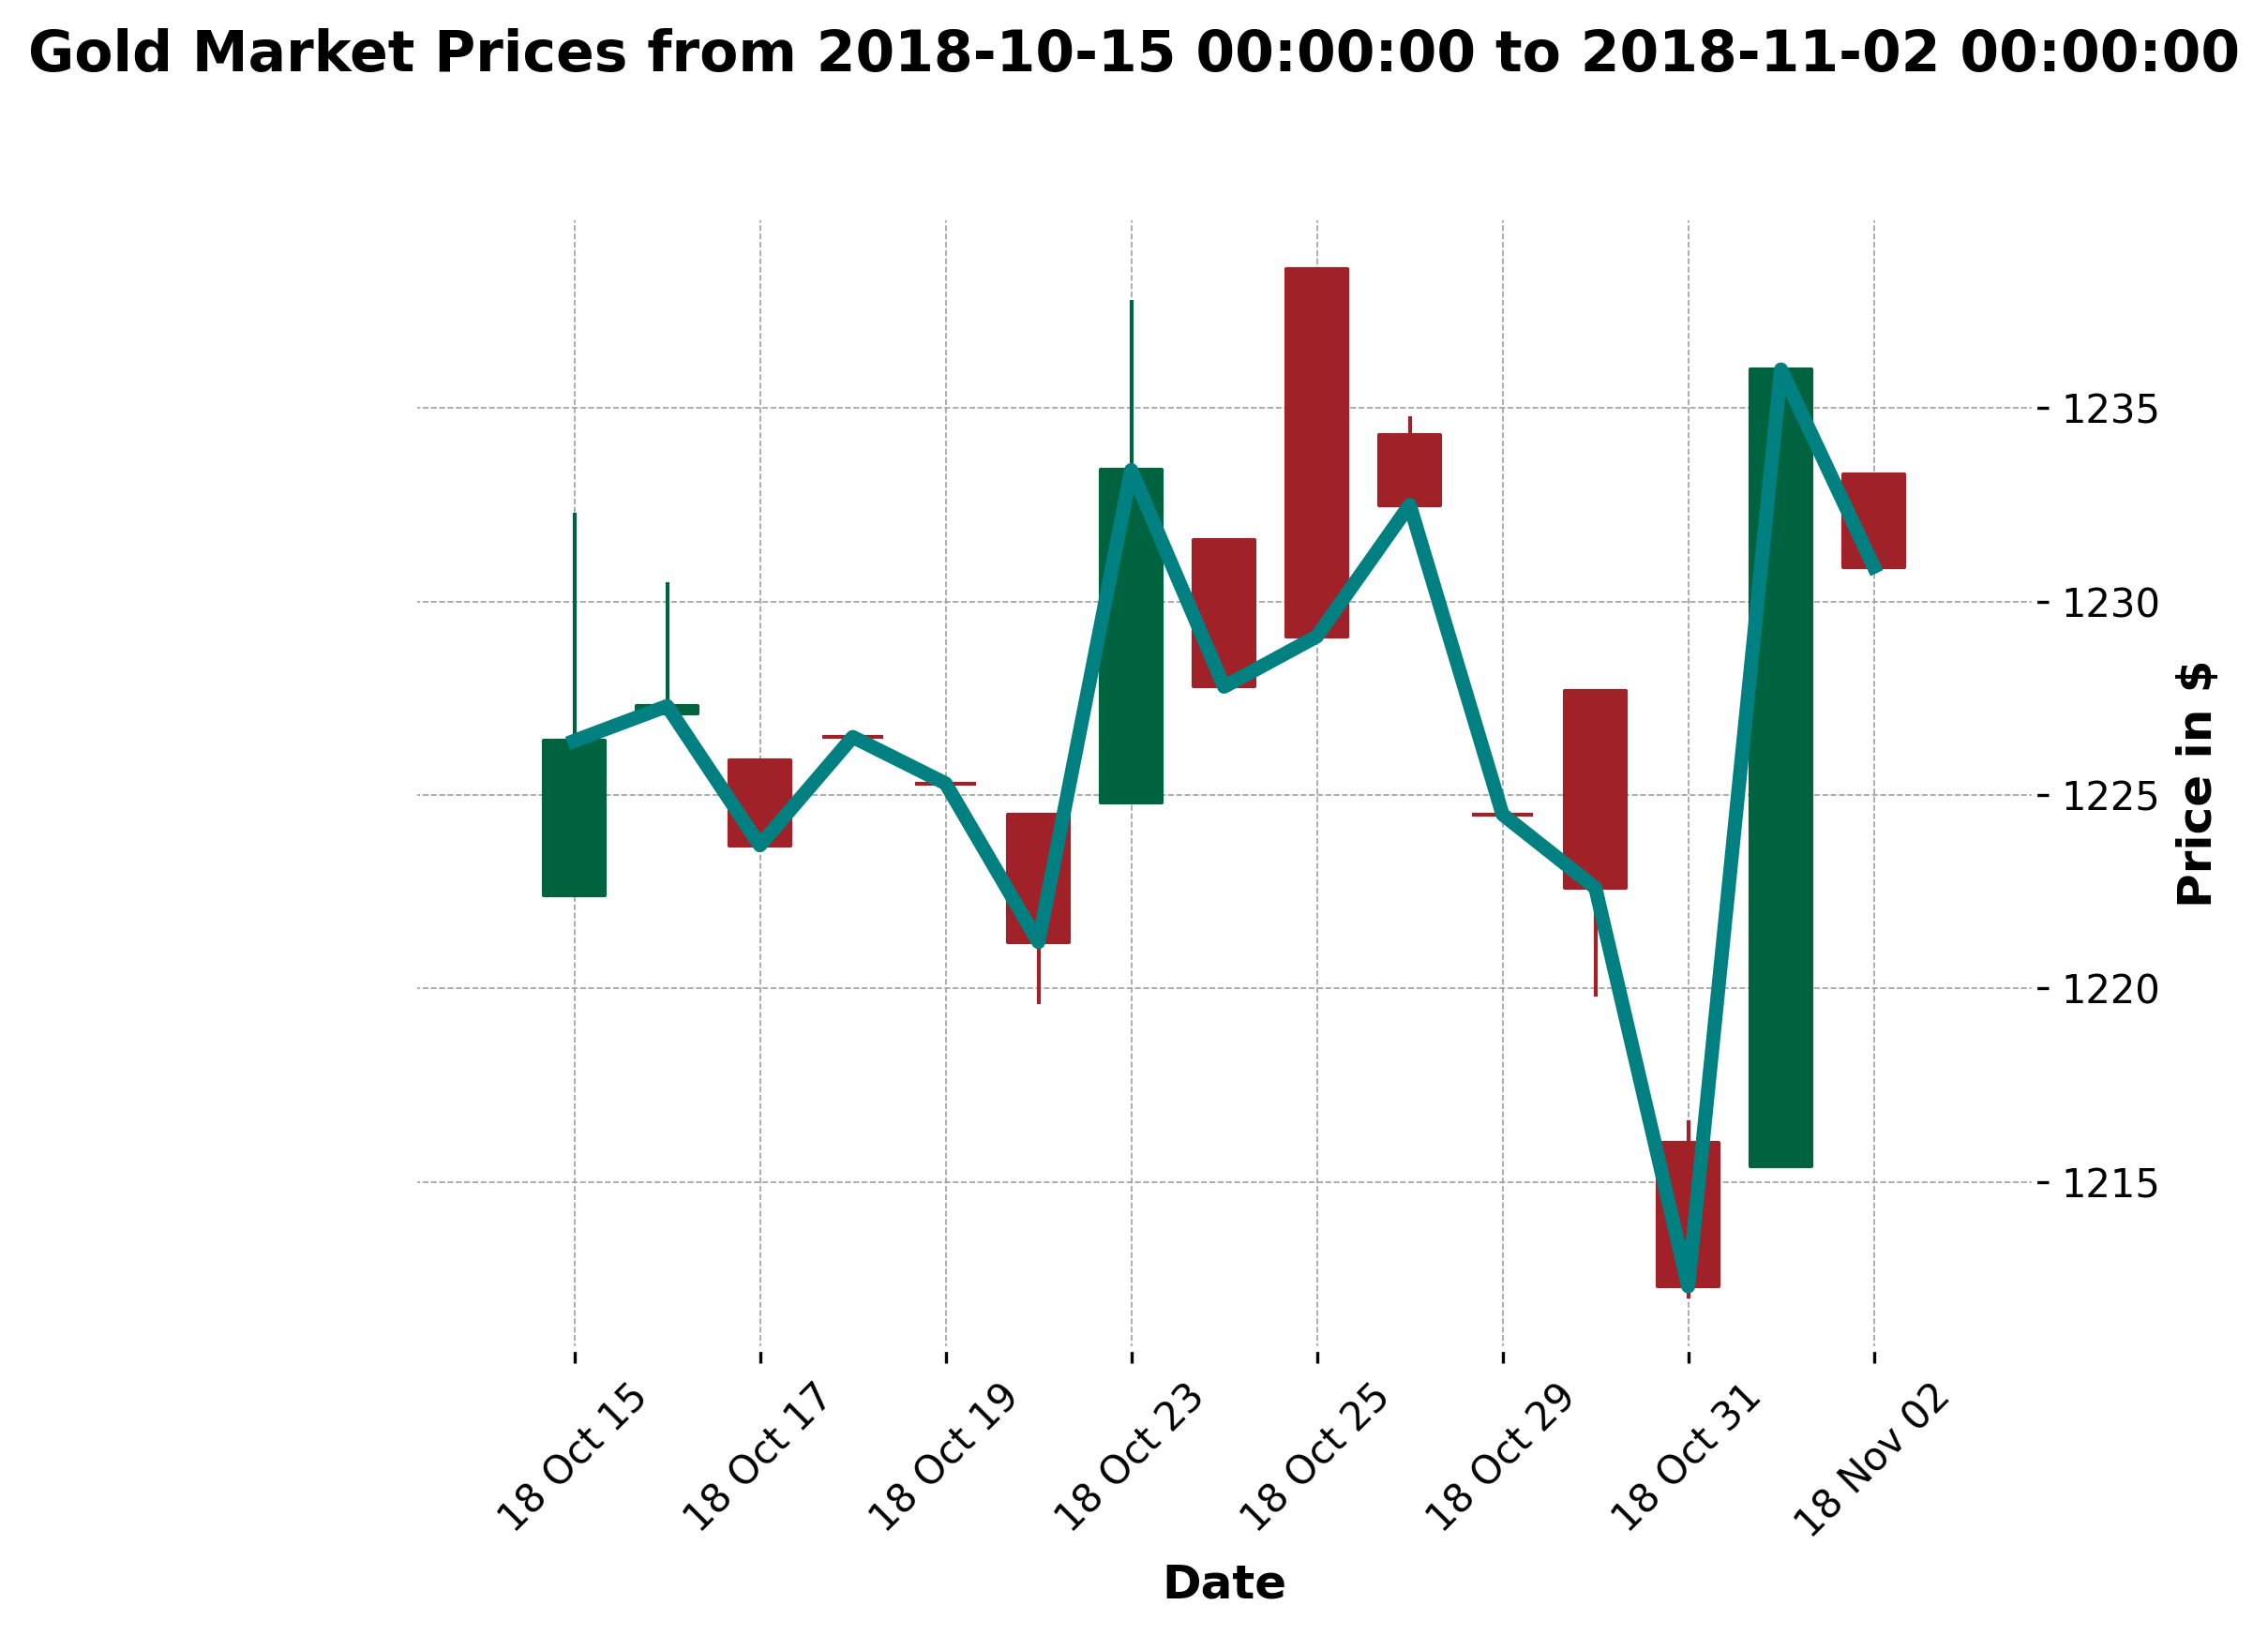 Gold Market Prices from 2018-10-15 00:00:00 to 2018-11-02 00:00:00
1235
1230
1225
1220
1215
Price in $
18 Oct 15
18 Oct 17
18 Oct 19
18 Oct 23
18 Oct 25
18 Oct 29
18 Oct 31
18 Nov 02
Date